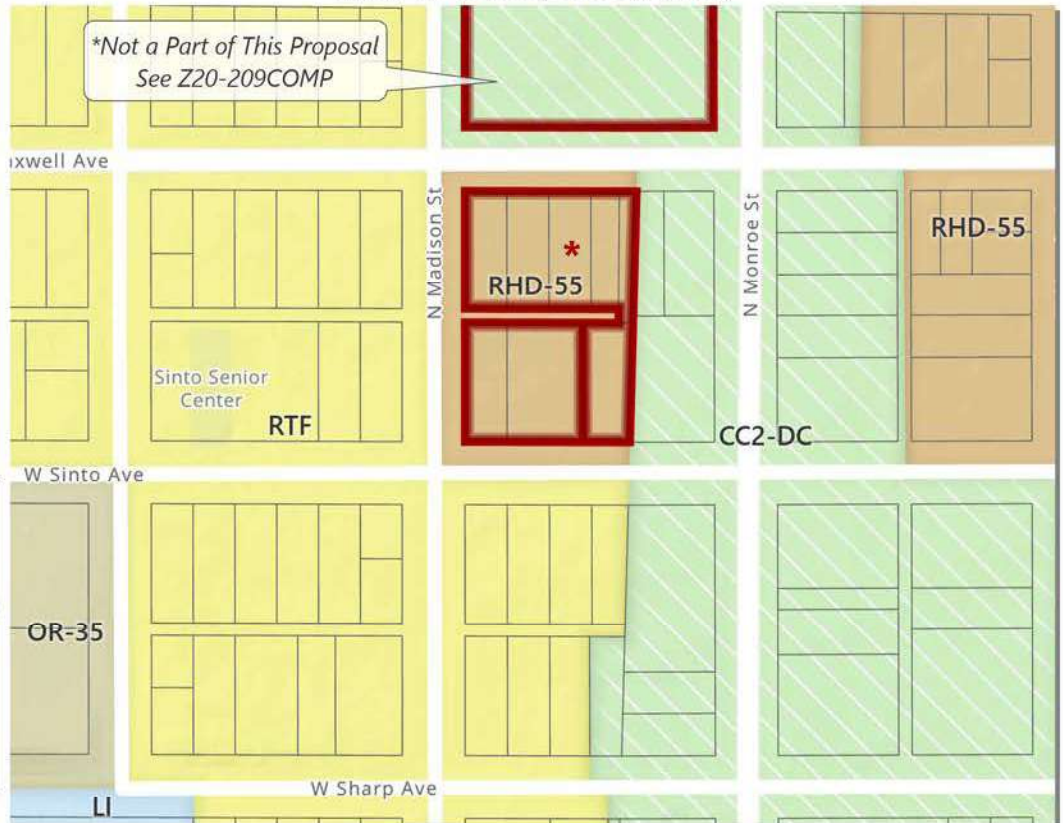 *Not a Part of This Proposal
See Z20-209COMP
xwell Ave
N Madison St
N Monroe St
RHD-55
*
RHD-55
Sinto Senior
Center
RTF
CC2-DC
W Sinto Ave
OR-35
W Sharp Ave
LI